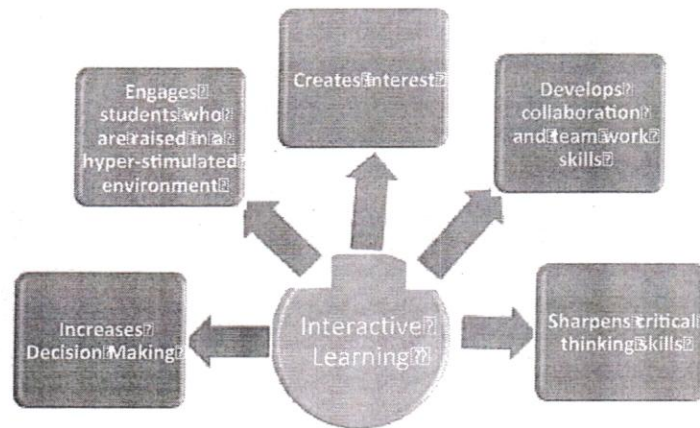 Creates interest
Engages
students who
are raised in a
hyper-stimulated
environment
Develops
collaboration
and team work
skills
Increases
Decision Making
Interactive
Learning
Sharpens critical
thinking skills